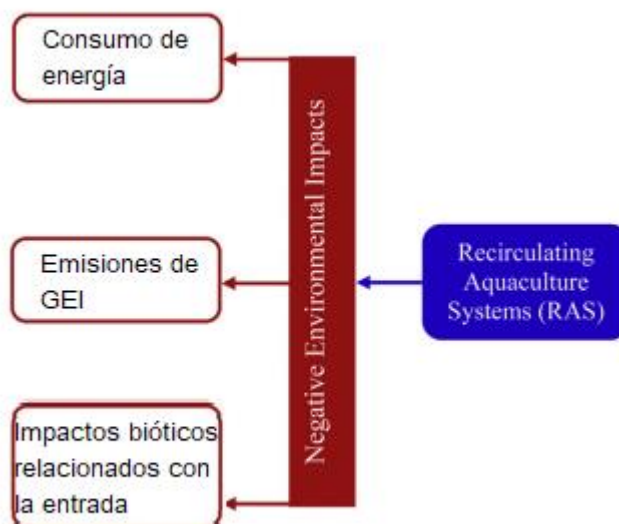 Consumo de
energía
Emisiones de
GEI
Impactos bióticos
relacionados con
la entrada
Negative Environmental Impacts
Recirculating
Aquaculture
Systems (RAS)